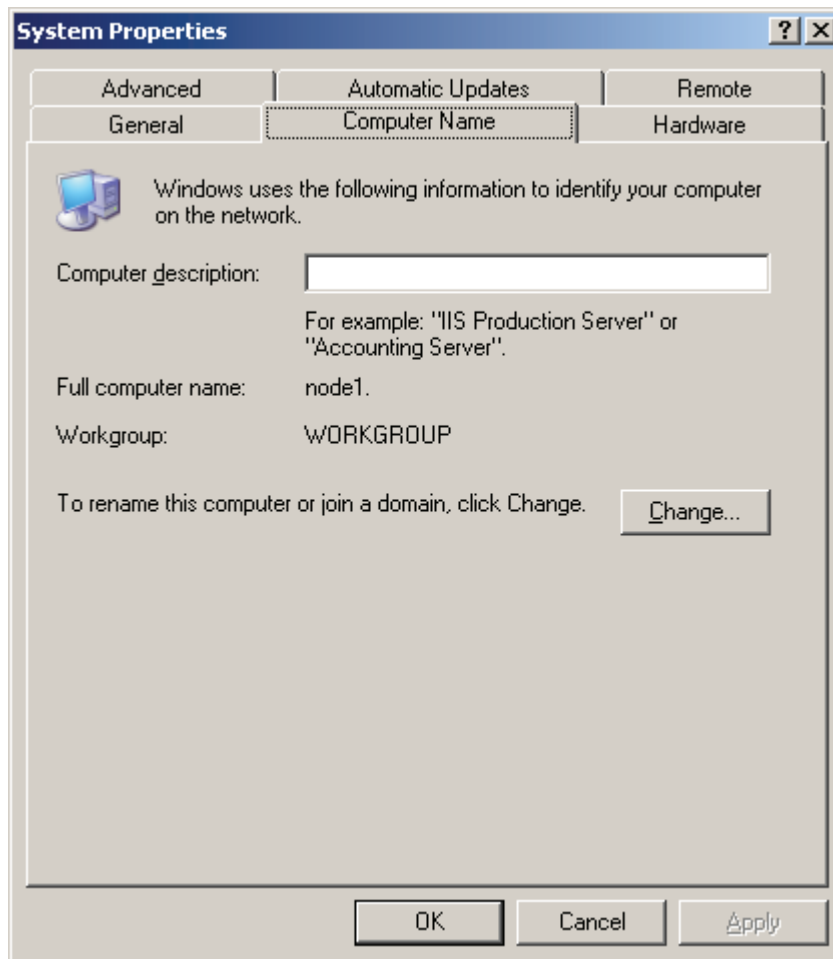 System Properties
Advanced Automatic Updates Remote
General Computer Name Hardware
Windows uses the following information to identify your computer
on the network.
Computer description:
For example: "IIS Production Server" or
"Accounting Server".
Full computer name: node1.
Workgroup: WORKGROUP
To rename this computer or join a domain, click Change. Change...
OK Cancel Apply